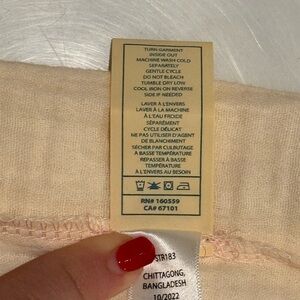 TURN GARMENT
INSIDE OUT
MACHINE WASH COLD
SEPARATELY
GENTLE CYCLE
DO NOT BLEACH
TUMBLE DRY LOW
COOL IRON ON REVERSE
SIDE IF NEEDED
LAVER À L'ENVERS
LAVER À LA MACHINE
À L'EAU FROIDE
SÉPARÉMENT
CYCLE DÉLICAT
NE PAS UTILISER D'AGENT
DE BLANCHIMENT
SÉCHER PAR CULBUTAGE
À BASSE TEMPÉRATURE
REPASSER À BASSE
TEMPÉRATURE
À L'ENVERS AU BESOIN
RN# 160559
CA# 67101
STR183
CHITTAGONG,
BANGLADESH
10/2022